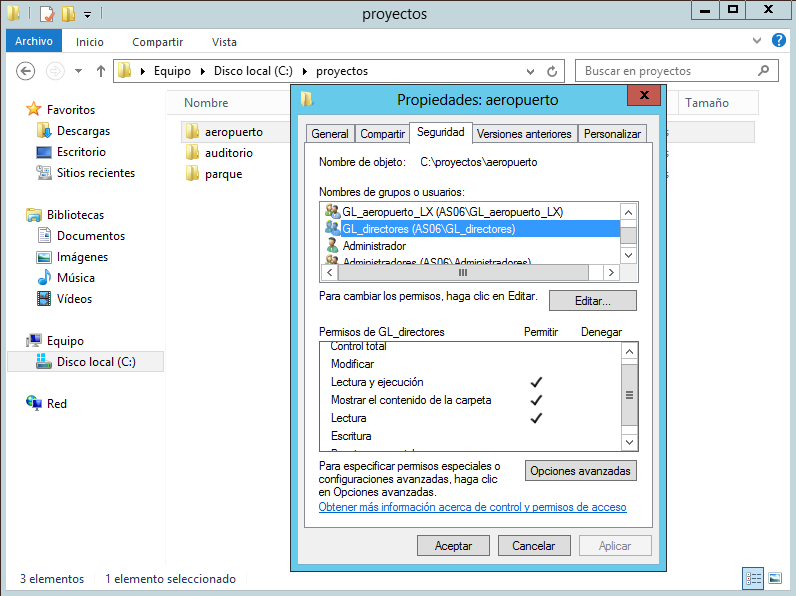 proyectos
Archivo
Inicio
Compartir
Vista
Equipo
Disco local (C:)
proyectos
Buscar en proyectos
Favoritos
Descargas
Escritorio
Sitios recientes
Bibliotecas
Documentos
Imágenes
Música
Vídeos
Equipo
Disco local (C:)
Red
Nombre
Tamaño
aeropuerto
auditorio
parque
Propiedades: aeropuerto
General
Compartir
Seguridad
Versiones anteriores
Personalizar
Nombre de objeto: C:\proyectos\aeropuerto
Nombres de grupos o usuarios:
GL_aeropuerto_LX (AS06\GL_aeropuerto_LX)
GL_directores (AS06\GL_directores)
Administrador
Administradores (AS06\Administradores)
Para cambiar los permisos, haga clic en Editar.
Editar...
Permisos de GL_directores
Permitir
Denegar
Control total
Modificar
Lectura y ejecución
Mostrar el contenido de la carpeta
Lectura
Escritura
Para especificar permisos especiales o
configuraciones avanzadas, haga clic
en Opciones avanzadas.
Opciones avanzadas
Obtener más información acerca de control y permisos de acceso
Aceptar
Cancelar
Aplicar
3 elementos
1 elemento seleccionado